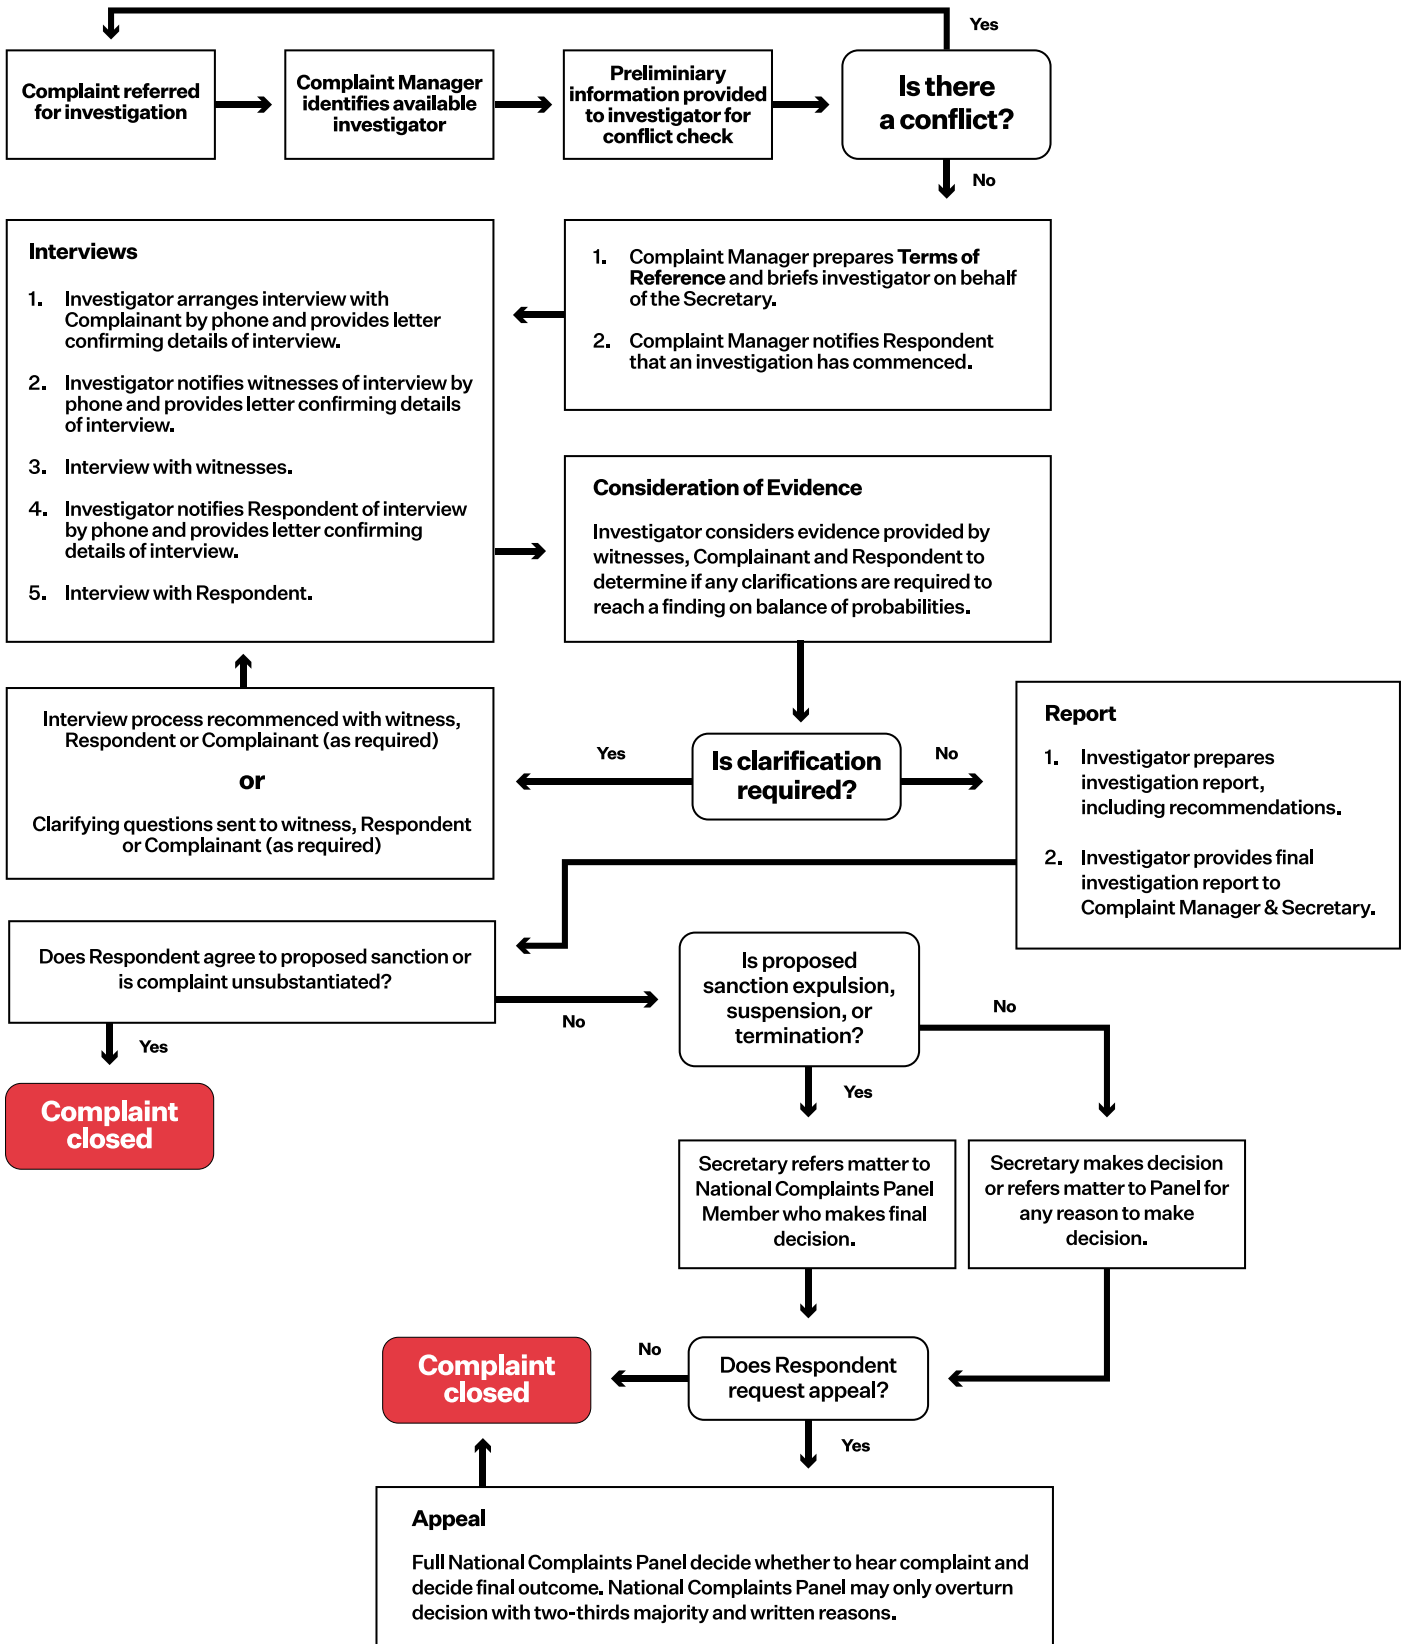 Yes
Complaint referred
for investigation
Complaint Manager
identifies available
investigator
Preliminiary
information provided
to investigator for
conflict check
Is there
a conflict?
No
1. Complaint Manager prepares Terms of
Reference and briefs investigator on behalf
of the Secretary.
2. Complaint Manager notifies Respondent
that an investigation has commenced.
Interviews
1. Investigator arranges interview with
Complainant by phone and provides letter
confirming details of interview.
2. Investigator notifies witnesses of interview by
phone and provides letter confirming details
of interview.
3. Interview with witnesses.
4. Investigator notifies Respondent of interview
by phone and provides letter confirming
details of interview.
5. Interview with Respondent.
Consideration of Evidence
Investigator considers evidence provided by
witnesses, Complainant and Respondent to
determine if any clarifications are required to
reach a finding on balance of probabilities.
Is clarification
required?
Yes
No
Interview process recommenced with witness,
Respondent or Complainant (as required)
or
Clarifying questions sent to witness, Respondent
or Complainant (as required)
Report
1. Investigator prepares
investigation report,
including recommendations.
2. Investigator provides final
investigation report to
Complaint Manager & Secretary.
Does Respondent agree to proposed sanction or
is complaint unsubstantiated?
No
Yes
Complaint
closed
Is proposed
sanction expulsion,
suspension, or
termination?
No
Yes
Secretary refers matter to
National Complaints Panel
Member who makes final
decision.
Secretary makes decision
or refers matter to Panel for
any reason to make
decision.
Does Respondent
request appeal?
No
Complaint
closed
Yes
Appeal
Full National Complaints Panel decide whether to hear complaint and
decide final outcome. National Complaints Panel may only overturn
decision with two-thirds majority and written reasons.